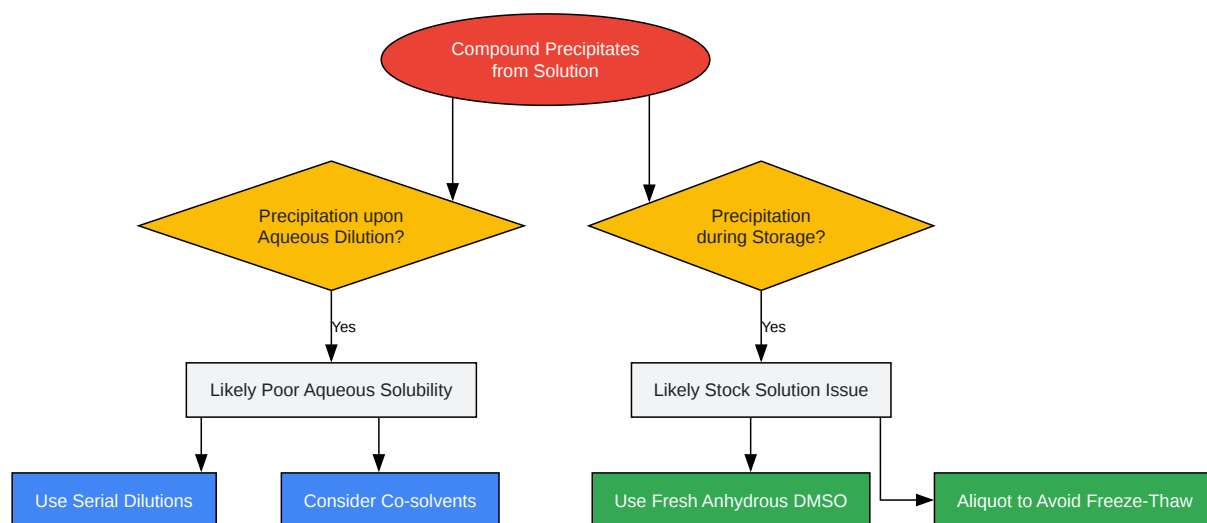 Compound Precipitates
from Solution
Precipitation upon
Aqueous Dilution?
Precipitation
during Storage?
Yes
Yes
Likely Poor Aqueous Solubility
Likely Stock Solution Issue
Use Serial Dilutions
Consider Co-solvents
Use Fresh Anhydrous DMSO
Aliquot to Avoid Freeze-Thaw